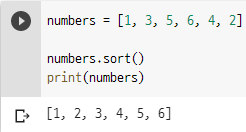 numbers = [1, 3, 5, 6, 4, 2]
numbers.sort()
print(numbers)
[1, 2, 3, 4, 5, 6]